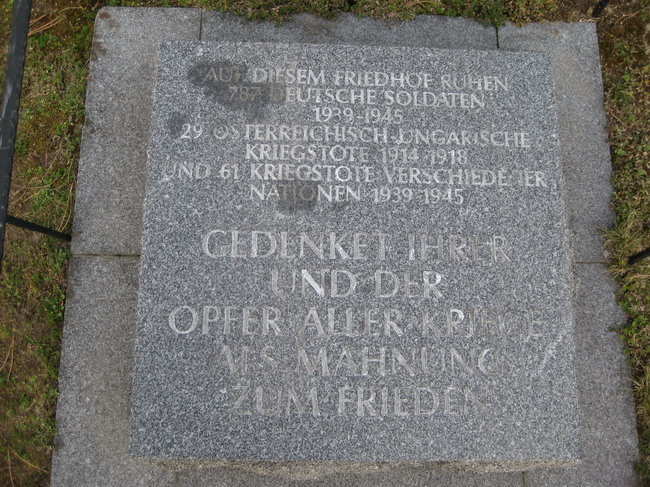 AUF DIESEM FRIEDHOF RUHEN
787 DEUTSCHE SOLDATEN
1939-1945
29 ÖSTERREICHISCH-UNGARISCHE
KRIEGSTOTE 1914-1918
UND 61 KRIEGSTOTE VERSCHIEDENER
NATIONEN 1939-1945
GEDENKET IHRER
UND DER
OPFER ALLER KRIEGE
ALS MAHNUNG
ZUM FRIEDEN